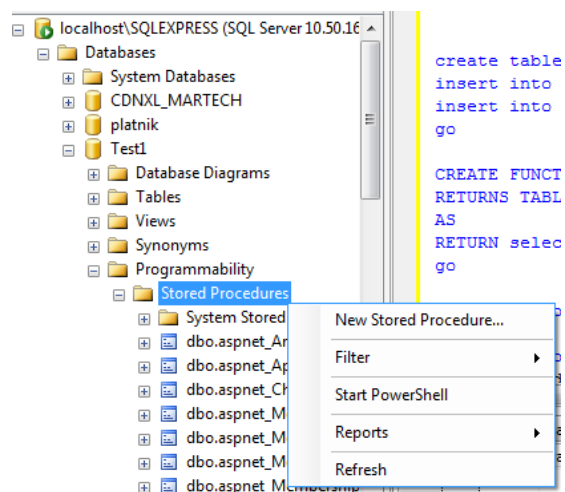 localhost\SQLEXPRESS (SQL Server 10.50.16
Databases
System Databases
CDNXL_MARTECH
platnik
Test1
Database Diagrams
Tables
Views
Synonyms
Programmability
Stored Procedures
System Stored
dbo.aspnet_An
dbo.aspnet_Ap
dbo.aspnet_Ch
dbo.aspnet_M
dbo.aspnet_M
dbo.aspnet_M
dbo.aspnet_Membership
create table
insert into
insert into
go
CREATE FUNCT
RETURNS TABL
AS
RETURN selec
go
New Stored Procedure...
Filter
Start PowerShell
Reports
Refresh